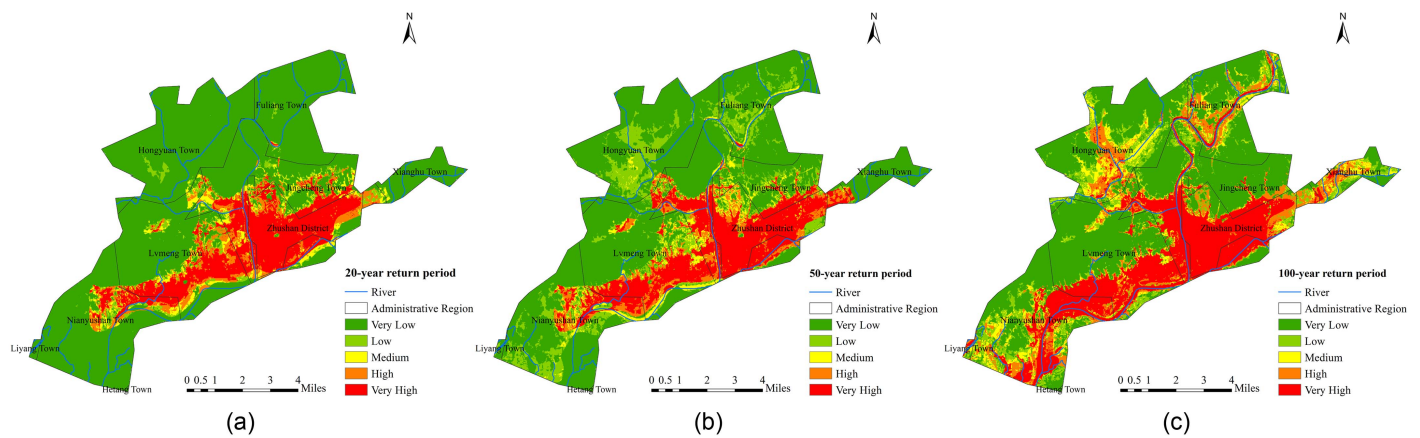 N
Fuliang Town
Hongyuan Town
Xianghu Town
Jingcheng Town
Zhushan District
Lvmeng Town
Nianyushan Town
Liyang Town
Hetang Town
20-year return period
River
Administrative Region
Very Low
Low
Medium
High
Very High
0 0.5 1 2 3 4
Miles
(a)
N
Fuliang Town
Hongyuan Town
Xianghu Town
Jingcheng Town
Zhushan District
Lvmeng Town
Nianyushan Town
Liyang Town
Hetang Town
50-year return period
River
Administrative Region
Very Low
Low
Medium
High
Very High
0 0.5 1 2 3 4
Miles
(b)
N
Fuliang Town
Hongyuan Town
Xianghu Town
Jingcheng Town
Zhushan District
Lvmeng Town
Nianyushan Town
Liyang Town
Hetang Town
100-year return period
River
Administrative Region
Very Low
Low
Medium
High
Very High
0 0.5 1 2 3 4
Miles
(c)